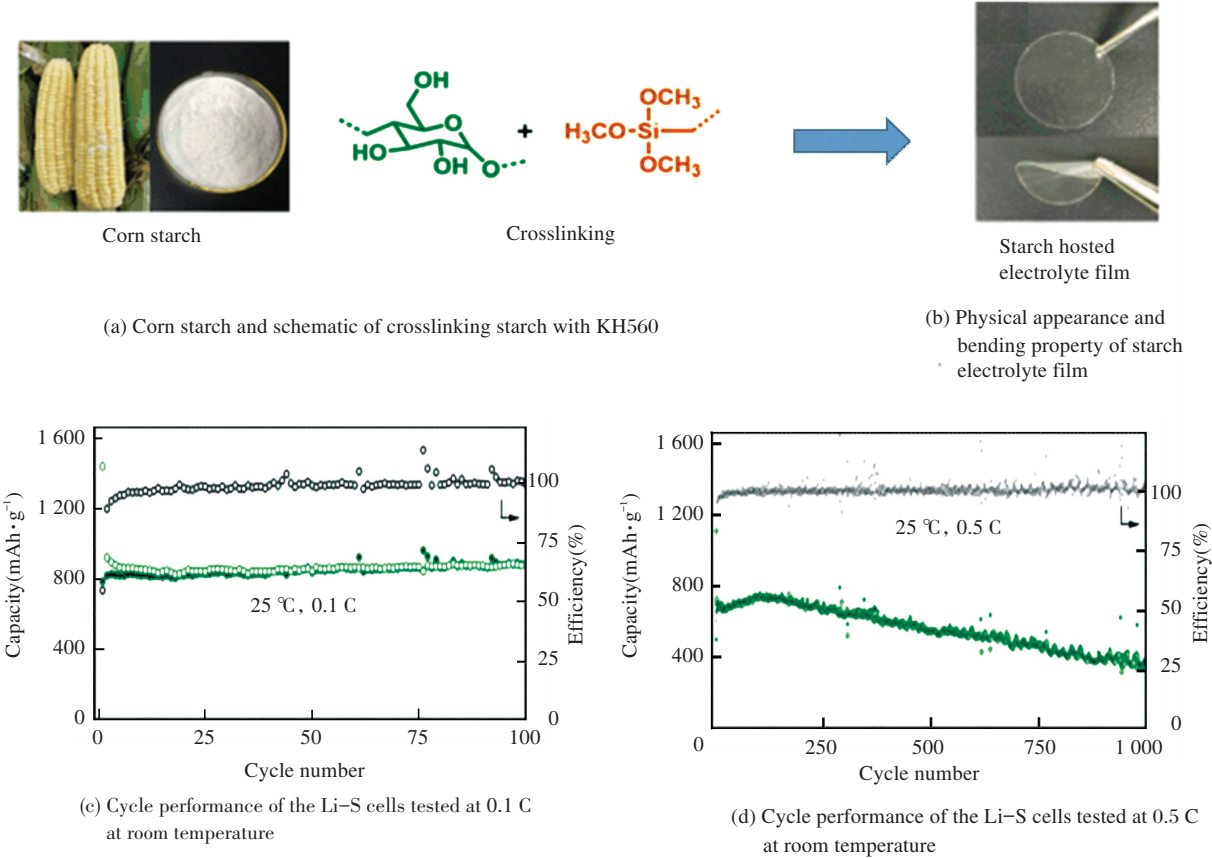 OH
O
HO
OH
O
+
OCH3
H3CO
Si
OCH3
Corn starch
Crosslinking
Starch hosted
electrolyte film
(a) Corn starch and schematic of crosslinking starch with KH560
(b) Physical appearance and
bending property of starch
electrolyte film
1 600
1 200
800
400
0
Capacity(mAh·g⁻¹)
100
75
50
25
0
Efficiency(%)
25 ℃, 0.1 C
0
25
50
75
100
Cycle number
(c) Cycle performance of the Li−S cells tested at 0.1 C
at room temperature
1 600
1 200
800
400
0
Capacity(mAh·g⁻¹)
100
75
50
25
0
Efficiency(%)
25 ℃, 0.5 C
250
500
750
1 000
Cycle number
(d) Cycle performance of the Li−S cells tested at 0.5 C
at room temperature